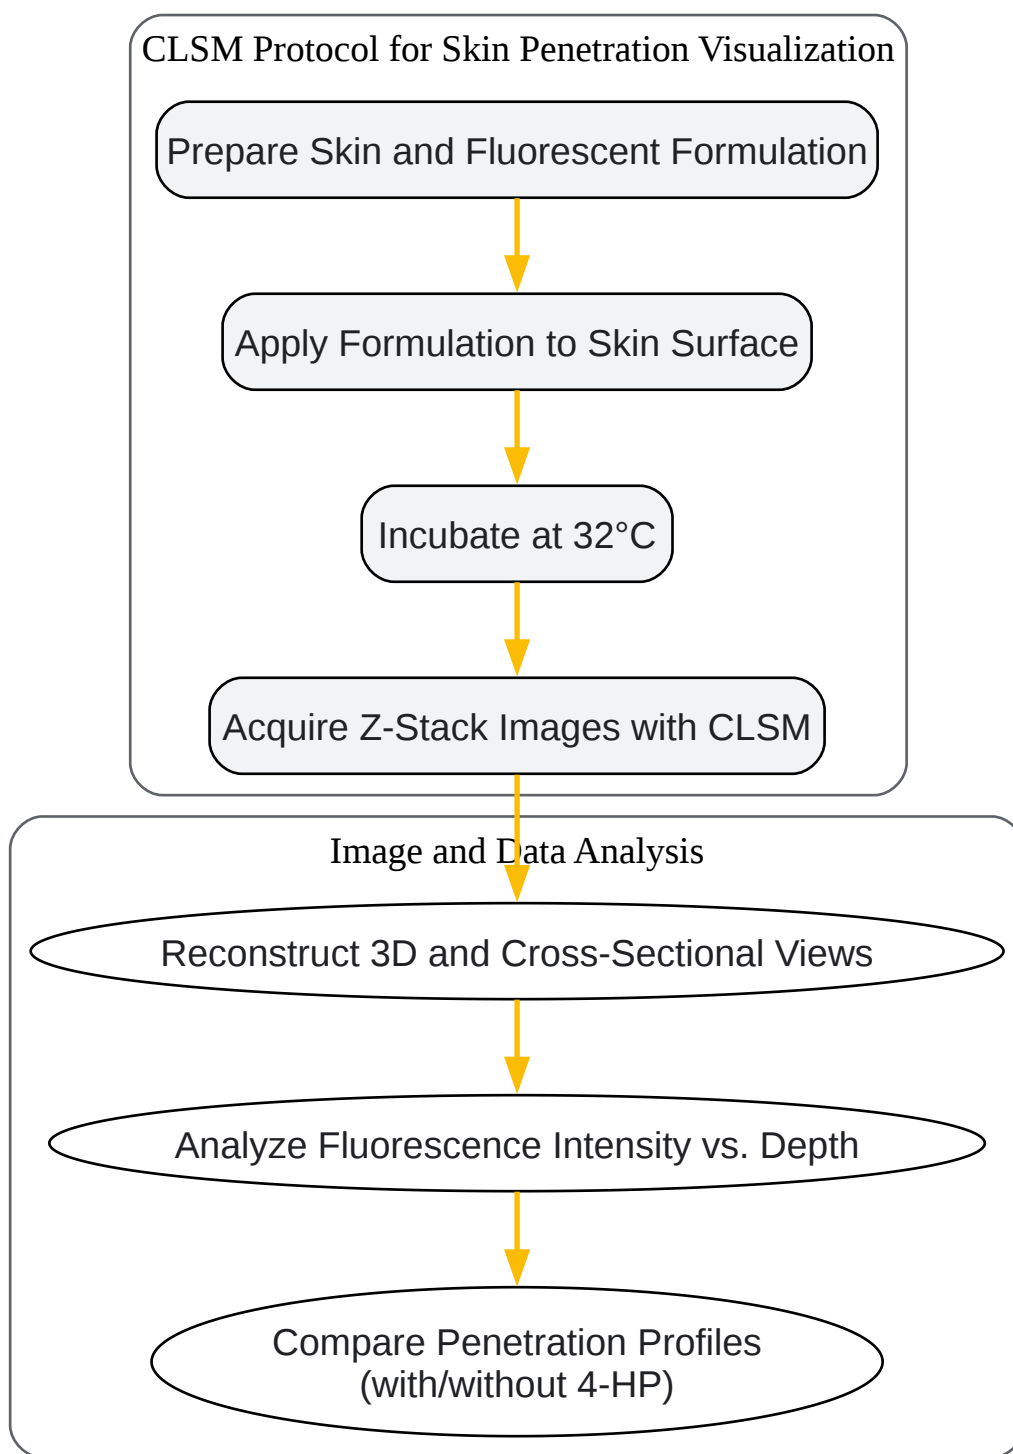 CLSM Protocol for Skin Penetration Visualization
Prepare Skin and Fluorescent Formulation
Apply Formulation to Skin Surface
Incubate at 32°C
Acquire Z-Stack Images with CLSM
Image and Data Analysis
Reconstruct 3D and Cross-Sectional Views
Analyze Fluorescence Intensity vs. Depth
Compare Penetration Profiles
(with/without 4-HP)